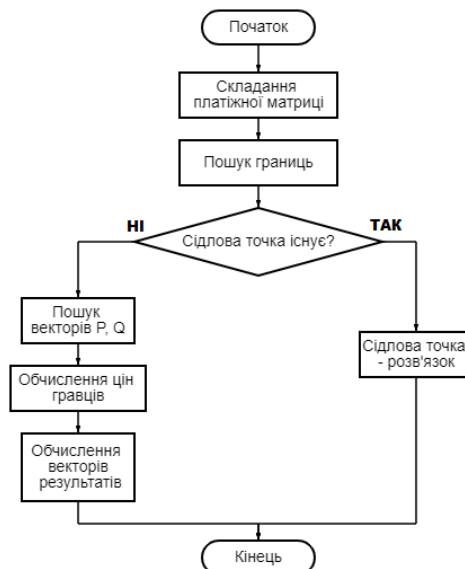 Початок
Складання
платіжної матриці
Пошук границь
Сідлова точка існує?
НІ
ТАК
Пошук
векторів P, Q
Обчислення цін
гравців
Обчислення
векторів
результатів
Сідлова точка
- розв'язок
Кінець